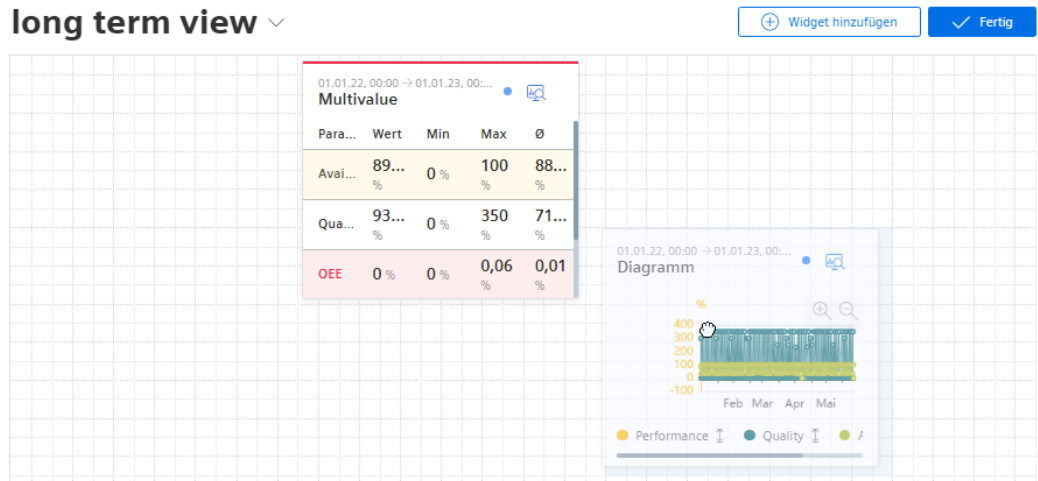 long term view
Widget hinzufügen
Fertig
01.01.22, 00:00 → 01.01.23, 00:...
Multivalue
Para... Wert Min Max Ø
Avai... 89... % 0 % 100 % 88... %
Qua... 93... % 0 % 350 % 71... %
OEE 0 % 0 % 0,06 % 0,01 %
01.01.22, 00:00 → 01.01.23, 00:...
Diagramm
%
400
300
200
100
0
-100
Feb Mar Apr Mai
Performance Quality